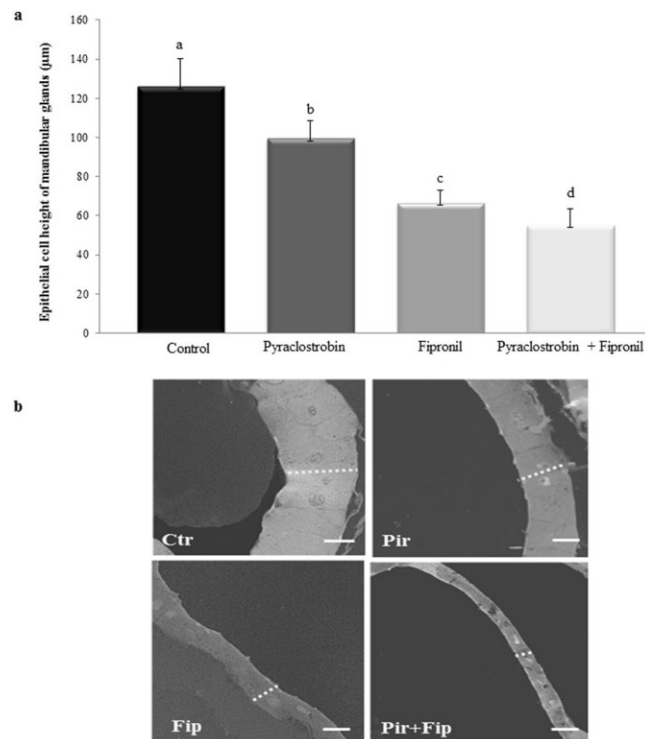 a
Epithelial cell height of mandibular glands (µm)
160
140
120
100
80
60
40
20
0
a
b
c
d
Control
Pyraclostrobin
Fipronil
Pyraclostrobin + Fipronil
b
Ctr
Pir
Fip
Pir+Fip